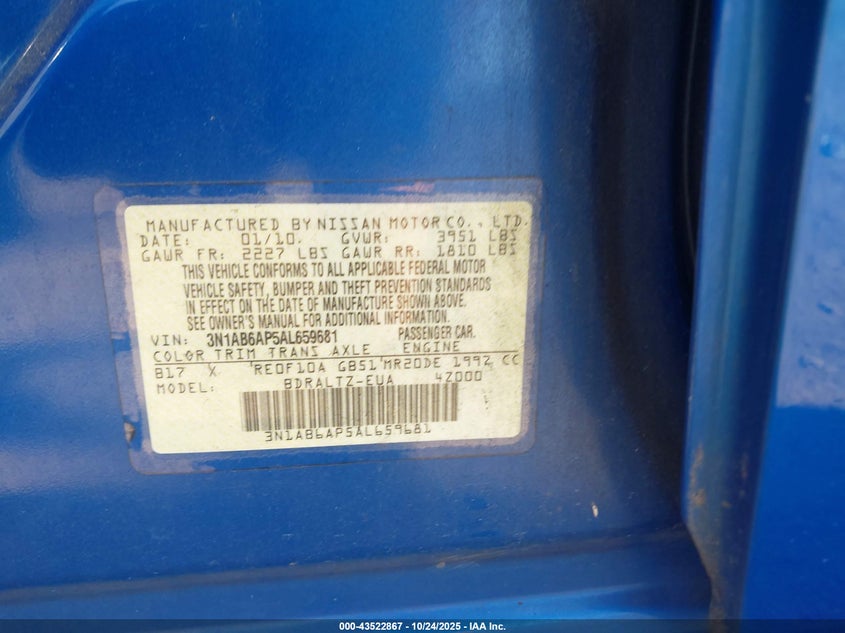 MANUFACTURED BY NISSAN MOTOR CO., LTD.
DATE: 01/10. GVWR: 3951 LBS
GAWR FR: 2227 LBS GAWR RR: 1810 LBS
THIS VEHICLE CONFORMS TO ALL APPLICABLE FEDERAL MOTOR
VEHICLE SAFETY, BUMPER AND THEFT PREVENTION STANDARDS
IN EFFECT ON THE DATE OF MANUFACTURE SHOWN ABOVE.
SEE OWNER'S MANUAL FOR ADDITIONAL INFORMATION.
VIN: 3N1AB6AP5AL659681 PASSENGER CAR.
COLOR TRIM TRANS AXLE ENGINE
B17 X RE0F10A GB51 MR20DE 1992 CC
MODEL: BDRALTZ-EUA 4Z000
3N1AB6AP5AL659681
000-43522867 - 10/24/2025 - IAA Inc.